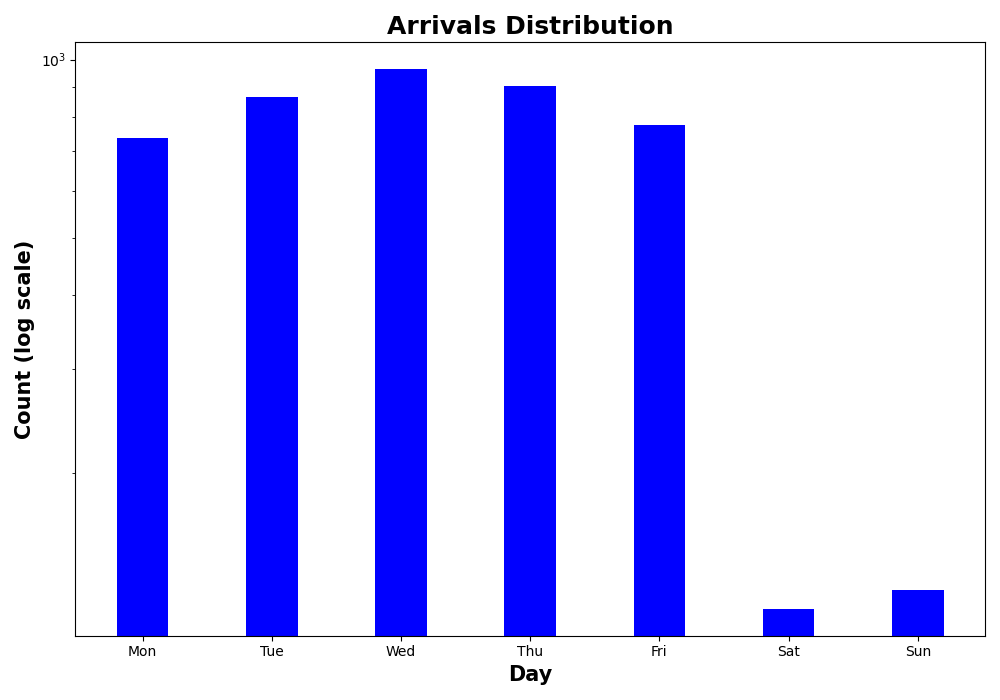 Arrivals Distribution
10³
Count (log scale)
Mon Tue Wed Thu Fri Sat Sun
Day